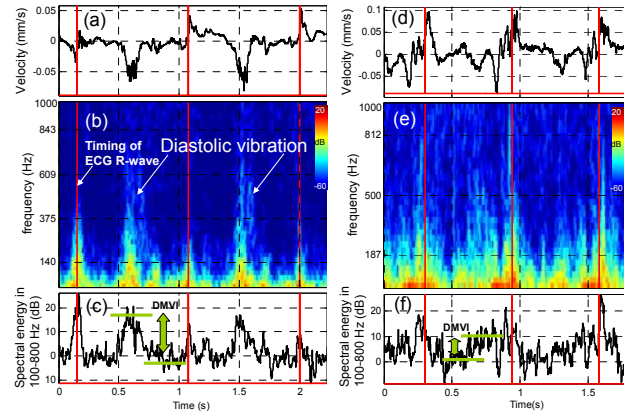 (a)
Velocity (mm/s)
0.05
0
-0.05
(b)
frequency (Hz)
1000
843
609
375
140
Timing of
ECG R-wave
Diastolic vibration
20
dB
-60
(c)
Spectral energy in
100-800 Hz (dB)
20
10
0
10
DMVI
0
0.5
1
1.5
2
Time (s)
(d)
Velocity (mm/s)
0.1
0.05
0
-0.05
-0.1
(e)
frequency (Hz)
1000
812
500
187
20
dB
-60
(f)
Spectral energy in
100-800 Hz (dB)
20
10
0
DMVI
0
0.5
1
1.5
Time(s)